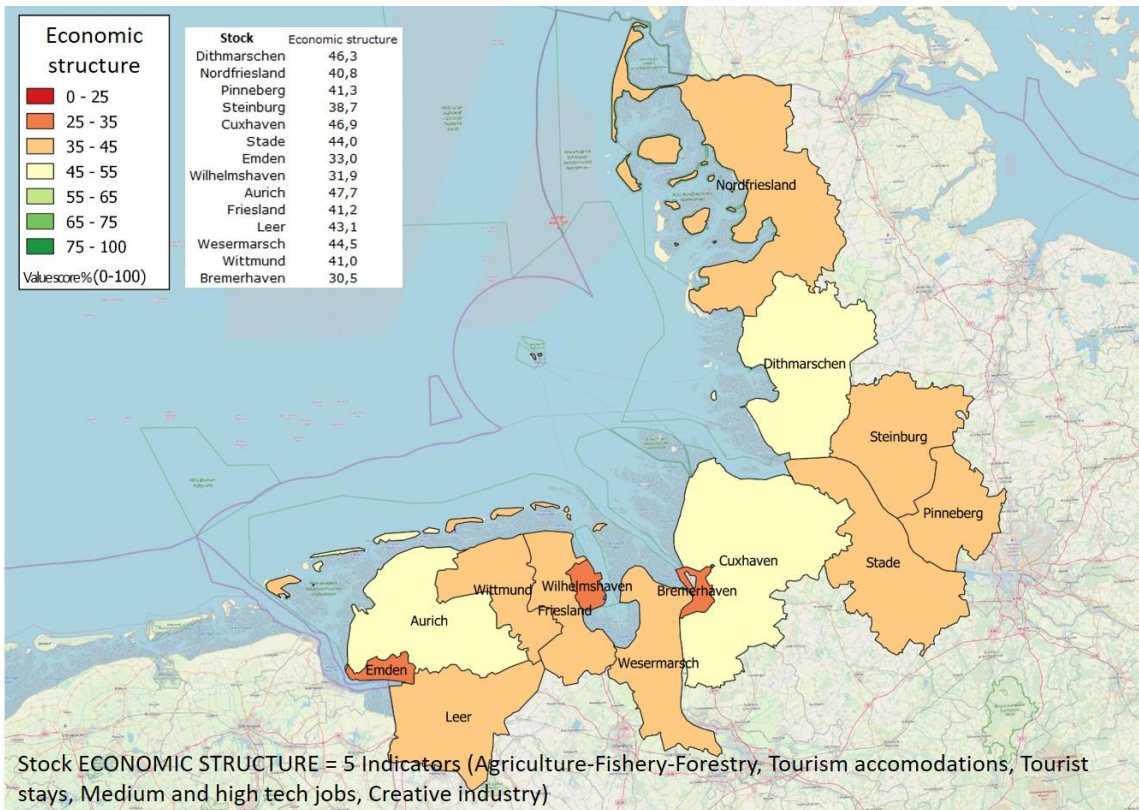 Economic
structure
0 - 25
25 - 35
35 - 45
45 - 55
55 - 65
65 - 75
75 - 100
Valuescore% (0-100)
Stock Economic structure
Dithmarschen 46,3
Nordfriesland 40,8
Pinneberg 41,3
Steinburg 38,7
Cuxhaven 46,9
Stade 44,0
Emden 33,0
Wilhelmshaven 31,9
Aurich 47,7
Friesland 41,2
Leer 43,1
Wesermarsch 44,5
Wittmund 41,0
Bremerhaven 30,5
Nordfriesland
Dithmarschen
Steinburg
Pinneberg
Stade
Cuxhaven
Bremerhaven
Wilhelmshaven
Wittmund
Friesland
Aurich
Wesermarsch
Emden
Leer
Stock ECONOMIC STRUCTURE = 5 Indicators (Agriculture-Fishery-Forestry, Tourism accomodations, Tourist
stays, Medium and high tech jobs, Creative industry)